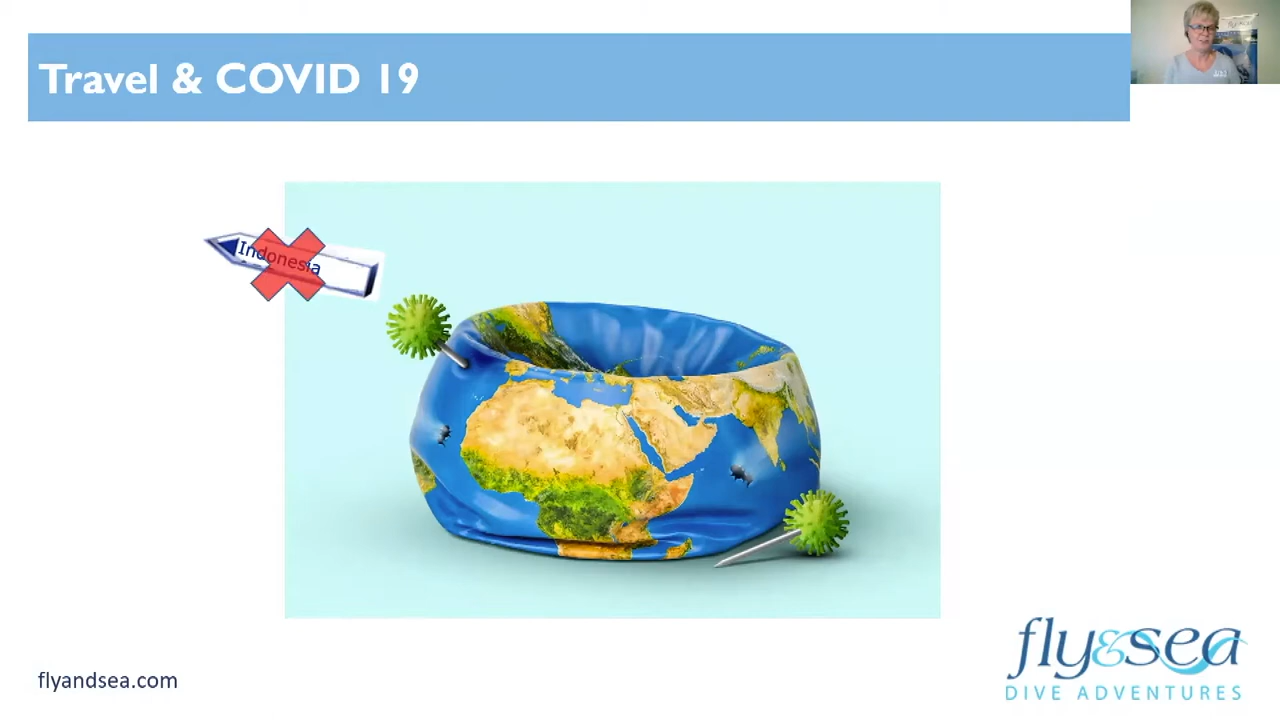 Travel & COVID 19
Indonesia
flyandsea.com
fly&sea
DIVE ADVENTURES